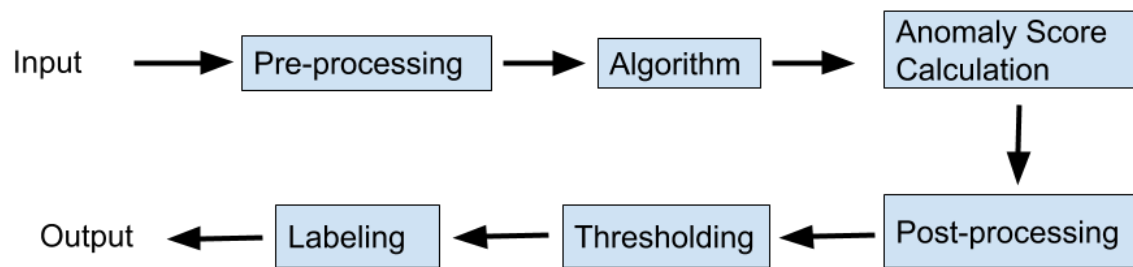 Input
Pre-processing
Algorithm
Anomaly Score
Calculation
Post-processing
Thresholding
Labeling
Output